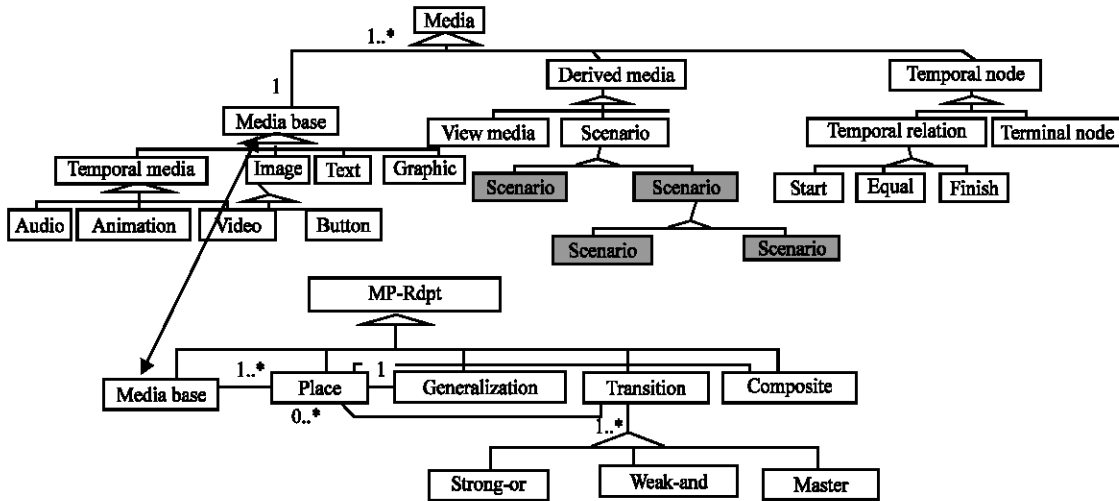 Media
1..*
Derived media
Temporal node
1
Media base
View media
Scenario
Temporal relation
Terminal node
Temporal media
Image
Text
Graphic
Scenario
Scenario
Start
Equal
Finish
Audio
Animation
Video
Button
Scenario
Scenario
MP-Rdpt
Media base
1..*
Place
1
Generalization
Transition
Composite
0..*
1..*
Strong-or
Weak-and
Master